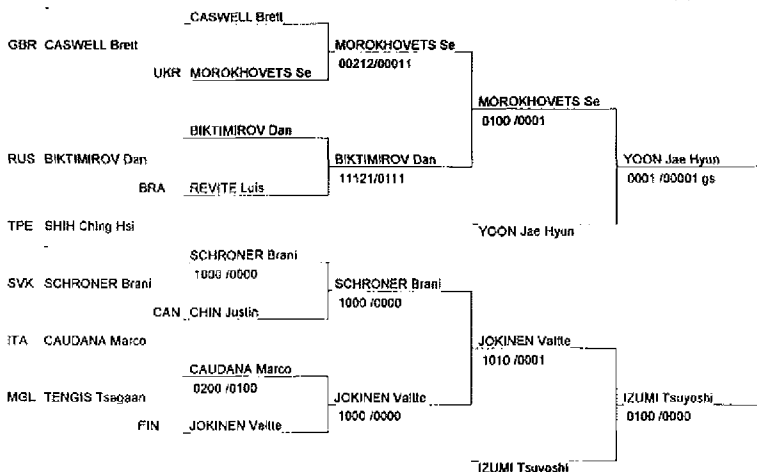 CASWELL Brett
GBR CASWELL Brett
MOROKHOVETS Se
00212/00011
UKR MOROKHOVETS Se
MOROKHOVETS Se
0100 /0001
BIKTIMIROV Dan
RUS BIKTIMIROV Dan
BIKTIMIROV Dan
11121/0111
YOON Jae Hyun
0001 /00001 gs
BRA REVITE Luis
TPE SHIH Ching Hsi
YOON Jae Hyun
SCHRONER Brani
1000 /0000
SVK SCHRONER Brani
SCHRONER Brani
1000 /0000
CAN CHIN Justin
ITA CAUDANA Marco
JOKINEN Valtte
1010 /0001
CAUDANA Marco
0200 /0100
MGL TENGIS Tsagaan
JOKINEN Valtte
1000 /0000
IZUMI Tsuyoshi
0100 /0000
FIN JOKINEN Valtte
IZUMI Tsuyoshi